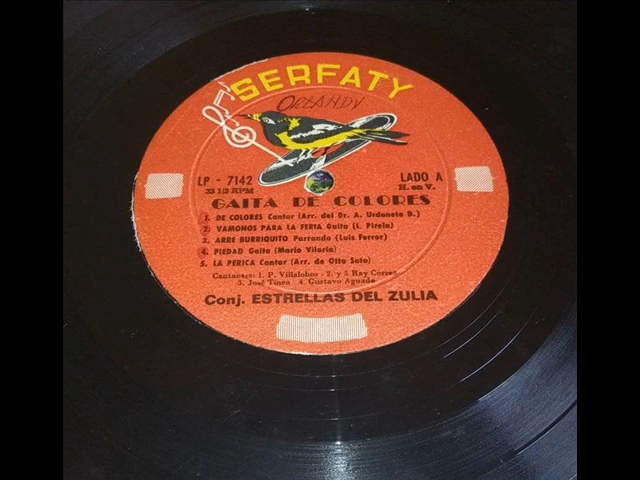 SERFATY
ORLANDY
LP - 7142
33 1/3 RPM
LADO A
H. en V.
GAITA DE COLORES
1. DE COLORES Cantar (Arr. del Dr. A. Urdaneta D.)
2. VAMONOS PARA LA FERIA Gaita (L. Pirela)
3. ARRE BURRIQUITO Parranda (Luis Ferrer)
4. PIEDAD Gaita (Mario Viloria)
5. LA PERICA Cantar (Arr. de Otto Soto)
Cantantes: 1. P. Villalobos - 2. y 5 Ray Correa
3. José Tineo 4. Gustavo Aguado
Conj. ESTRELLAS DEL ZULIA